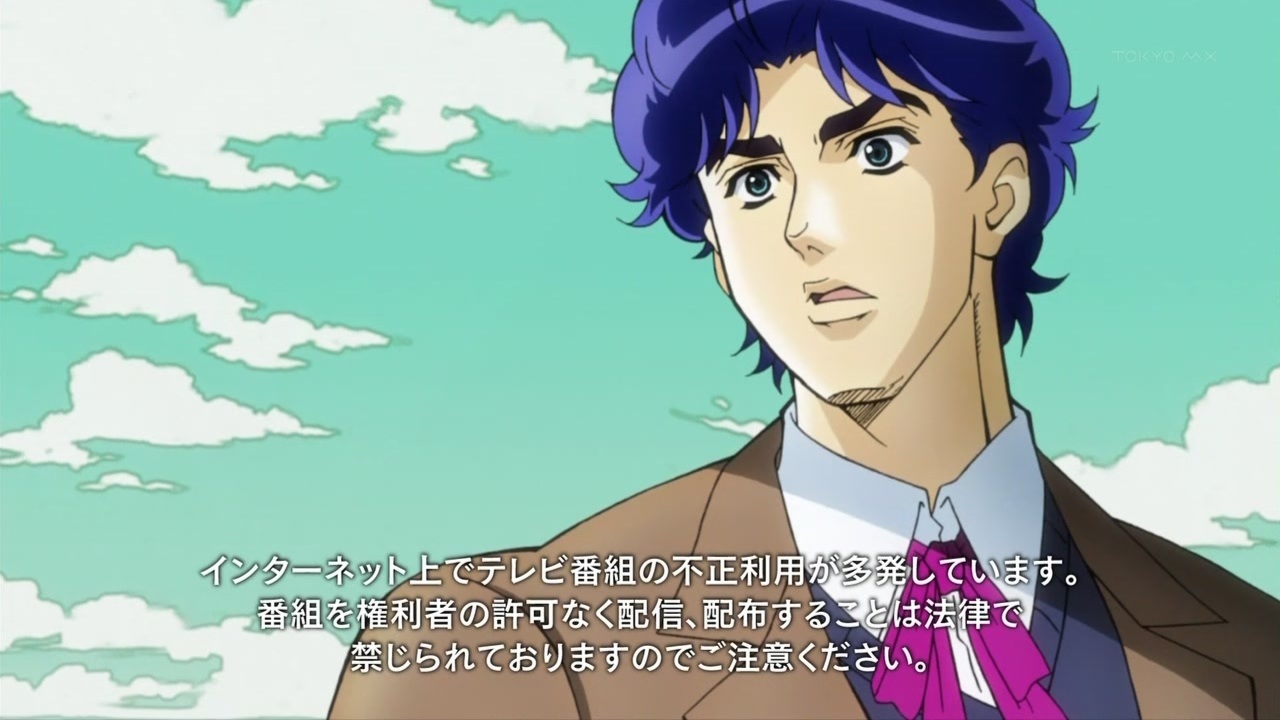 TOKYO MX
インターネット上でテレビ番組の不正利用が多発しています。
番組を権利者の許可なく配信、配布することは法律で
禁じられておりますのでご注意ください。